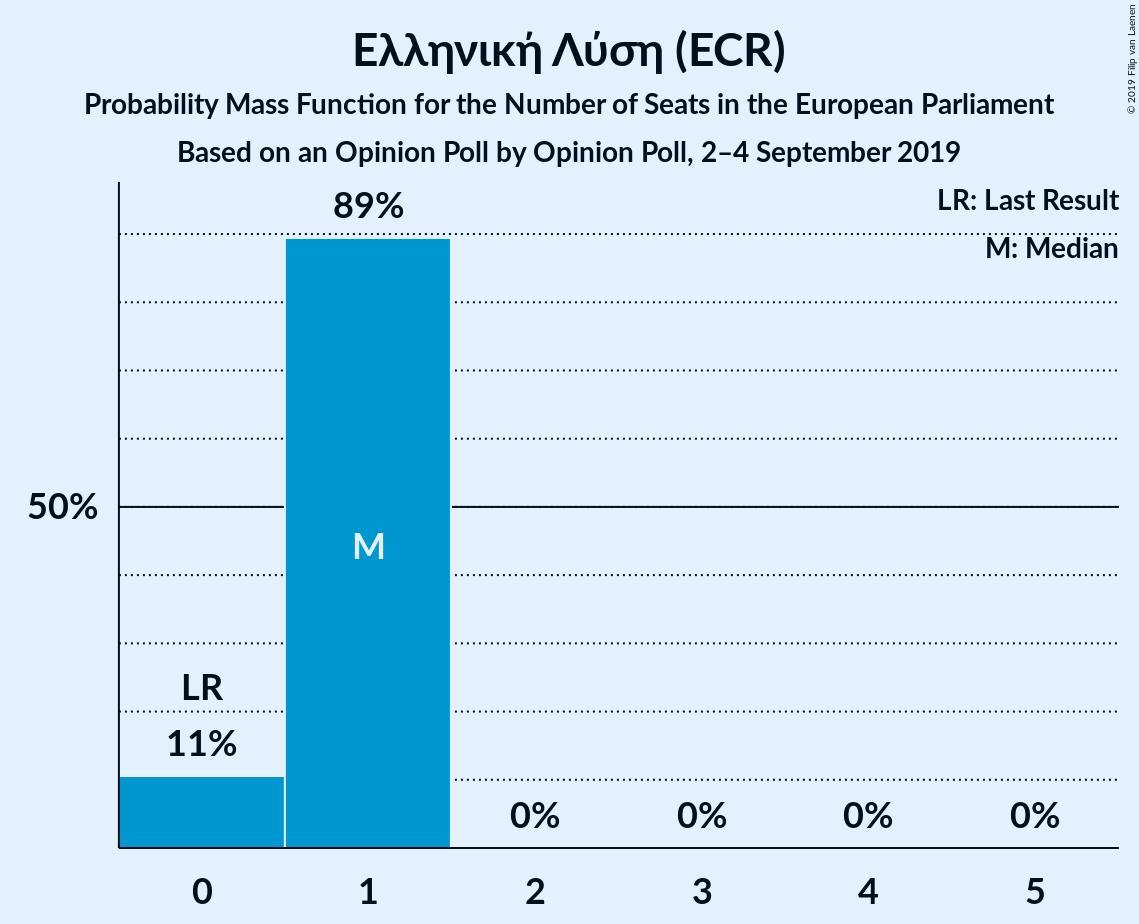 Ελληνική Λύση (ECR)
Probability Mass Function for the Number of Seats in the European Parliament
Based on an Opinion Poll by Opinion Poll, 2–4 September 2019
© 2019 Filip van Laenen
LR: Last Result
M: Median
89%
50%
M
LR
11%
0% 0% 0% 0%
0 1 2 3 4 5